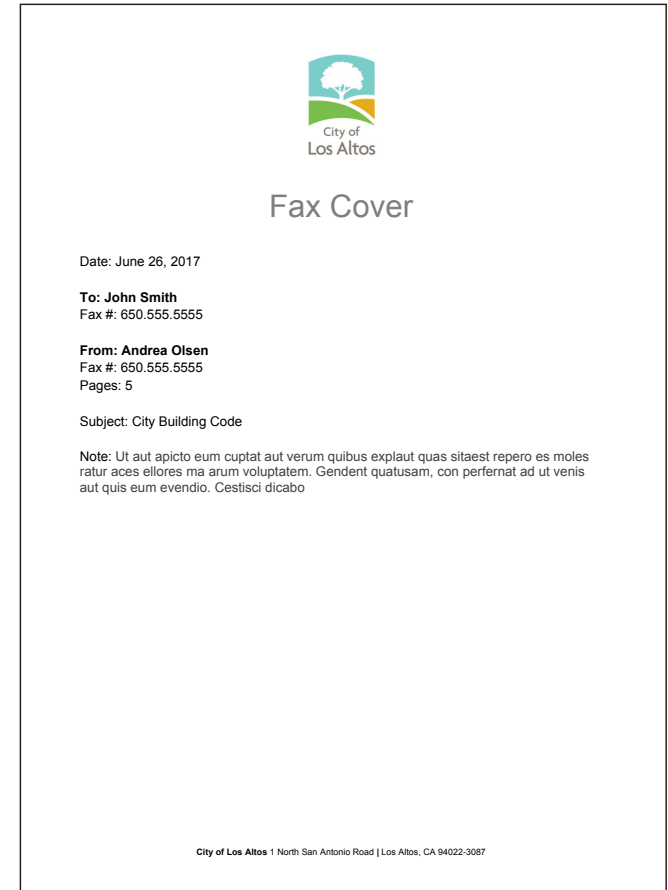 City of
Los Altos
Fax Cover
Date: June 26, 2017
To: John Smith
Fax #: 650.555.5555
From: Andrea Olsen
Fax #: 650.555.5555
Pages: 5
Subject: City Building Code
Note: Ut aut apicto eum cuptat aut verum quibus explaut quas sitaest repero es moles
ratur aces ellores ma arum voluptatem. Gendent quatusam, con perfernat ad ut venis
aut quis eum evendio. Cestisci dicabo
City of Los Altos 1 North San Antonio Road | Los Altos, CA 94022-3087